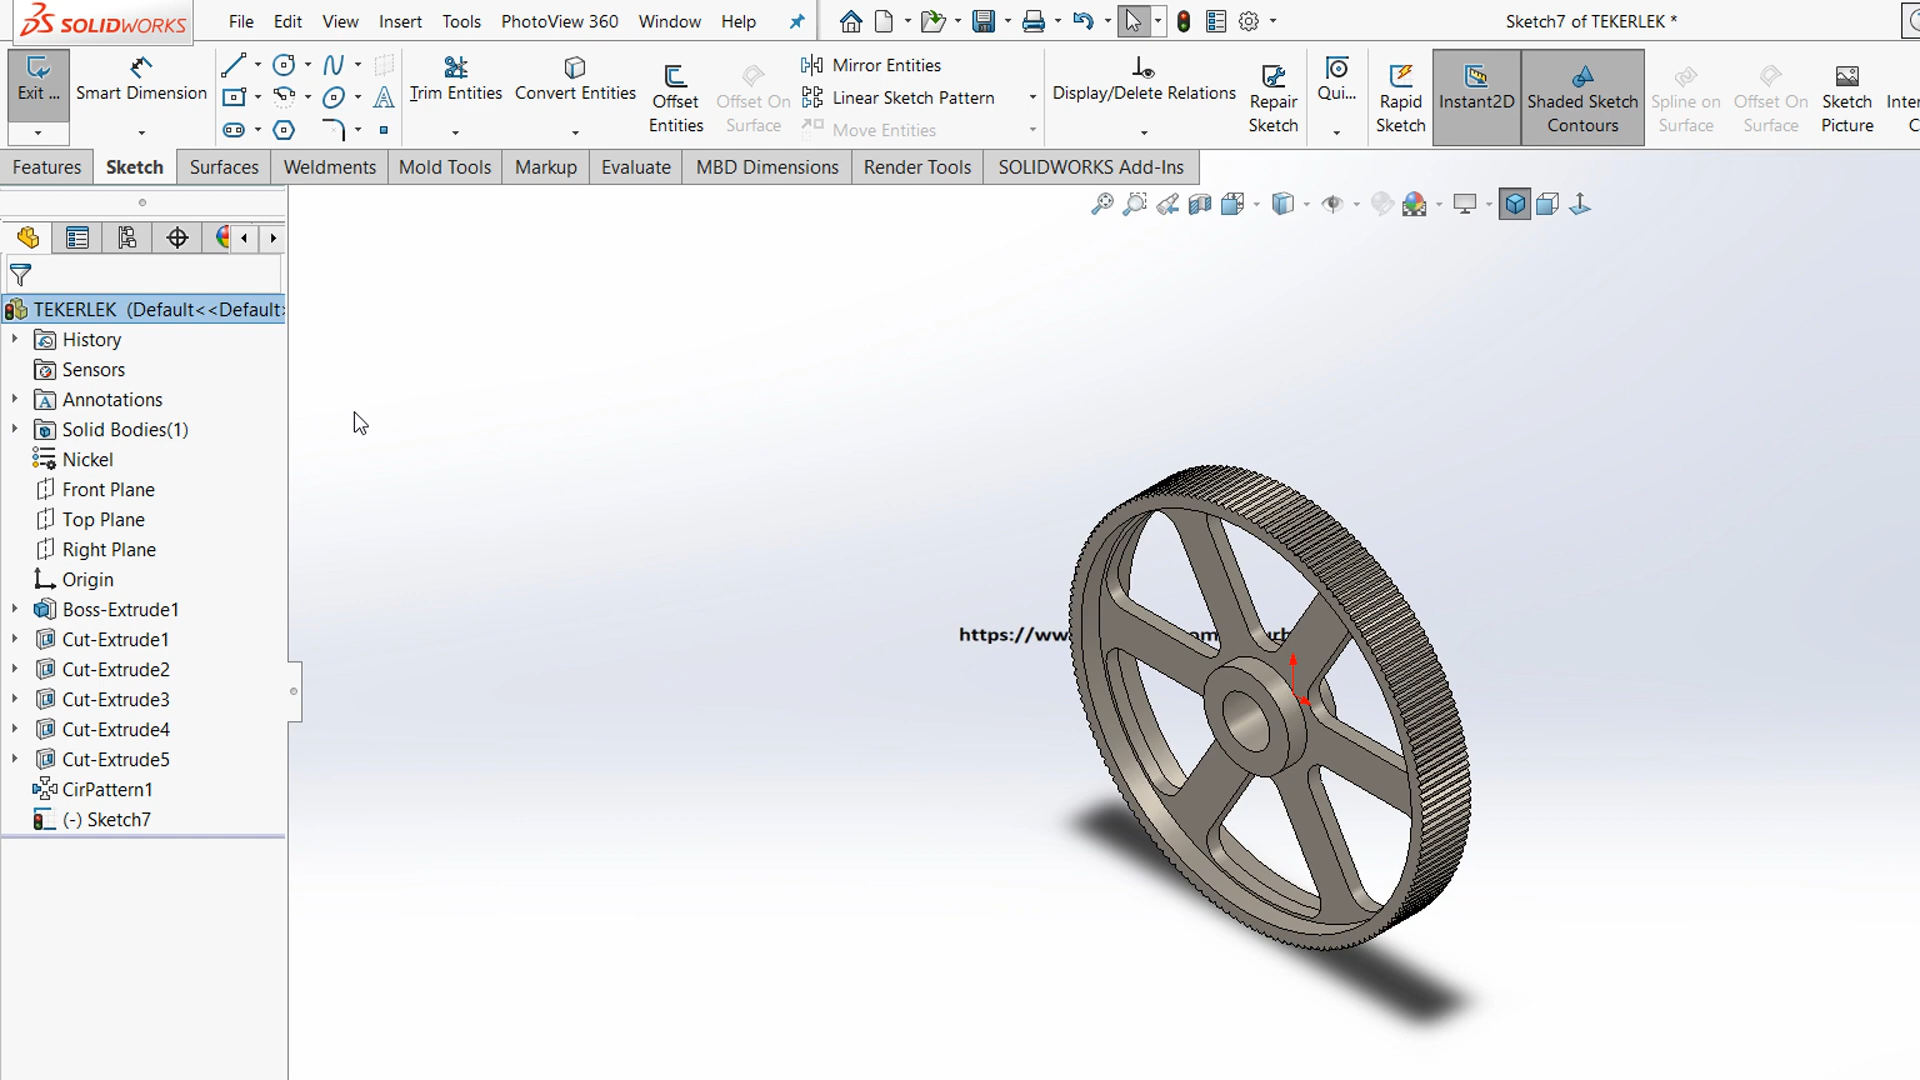 SOLIDWORKS
File Edit View Insert Tools PhotoView 360 Window Help
Sketch7 of TEKERLEK *
Exit ...
Smart Dimension
Trim Entities
Convert Entities
Offset Entities
Offset On Surface
Mirror Entities
Linear Sketch Pattern
Move Entities
Display/Delete Relations
Repair Sketch
Qui...
Rapid Sketch
Instant2D
Shaded Sketch Contours
Spline on Surface
Offset On Surface
Sketch Picture
Features Sketch Surfaces Weldments Mold Tools Markup Evaluate MBD Dimensions Render Tools SOLIDWORKS Add-Ins
TEKERLEK (Default<<Default>
History
Sensors
Annotations
Solid Bodies(1)
Nickel
Front Plane
Top Plane
Right Plane
Origin
Boss-Extrude1
Cut-Extrude1
Cut-Extrude2
Cut-Extrude3
Cut-Extrude4
Cut-Extrude5
CirPattern1
(-) Sketch7